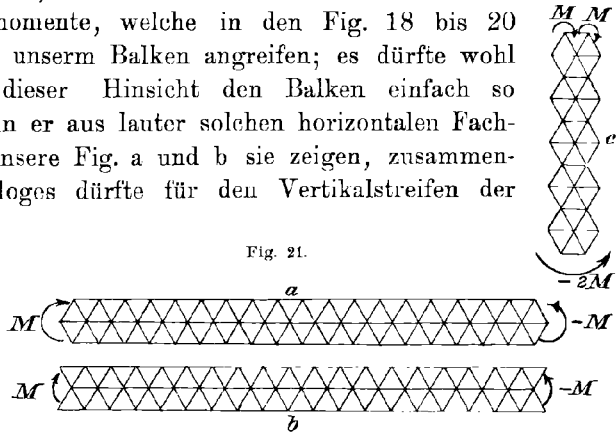 nomente, welche in den Fig. 18 bis 20
unserm Balken angreifen; es dürfte wohl
dieser Hinsicht den Balken einfach so
n er aus lauter solchen horizontalen Fach-
nsere Fig. a und b sie zeigen, zusammen-
loges dürfte für den Vertikalstreifen der
M M
c
− 2M
Fig. 21.
a
M −M
M −M
b